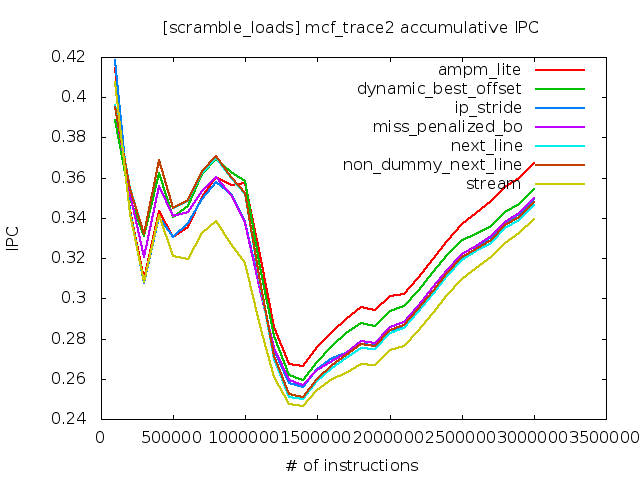 [scramble_loads] mcf_trace2 accumulative IPC
0.42
0.4
0.38
0.36
0.34
0.32
0.3
0.28
0.26
0.24
IPC
ampm_lite
dynamic_best_offset
ip_stride
miss_penalized_bo
next_line
non_dummy_next_line
stream
0 500000 1000000 1500000 2000000 2500000 3000000 3500000
# of instructions